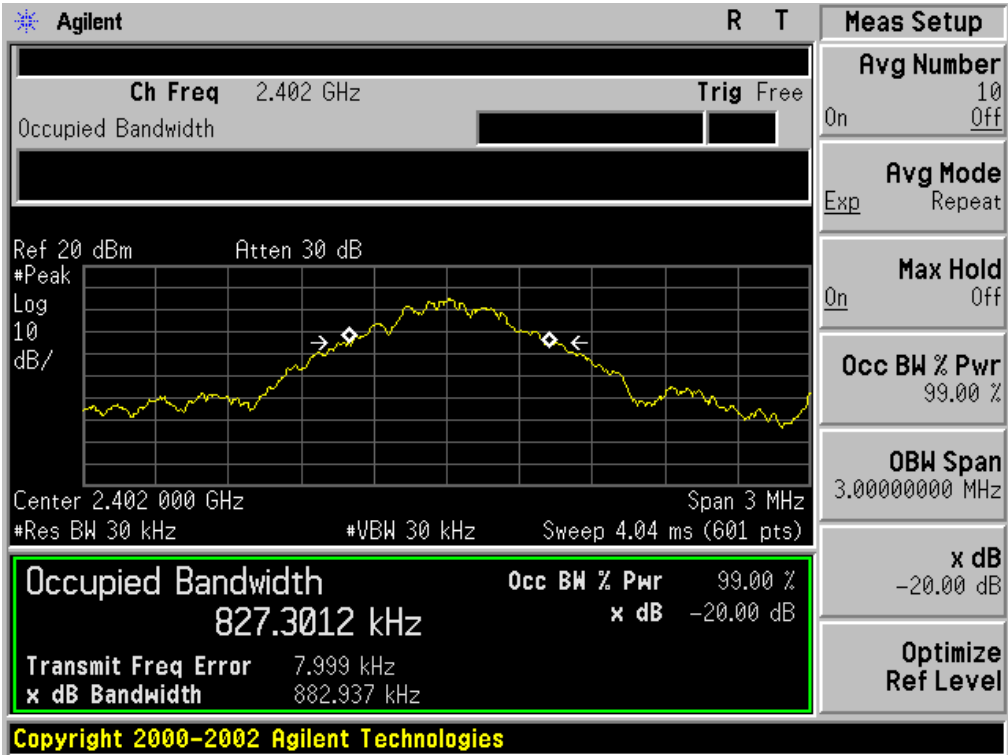 Agilent R T
Ch Freq 2.402 GHz Trig Free
Occupied Bandwidth
Ref 20 dBm Atten 30 dB
#Peak
Log
10
dB/
Center 2.402 000 GHz Span 3 MHz
#Res BW 30 kHz #VBW 30 kHz Sweep 4.04 ms (601 pts)
Occupied Bandwidth Occ BW % Pwr 99.00 %
827.3012 kHz x dB -20.00 dB
Transmit Freq Error 7.999 kHz
x dB Bandwidth 882.937 kHz
Copyright 2000-2002 Agilent Technologies
Meas Setup
Avg Number
10
On Off
Avg Mode
Exp Repeat
Max Hold
On Off
Occ BW % Pwr
99.00 %
OBW Span
3.00000000 MHz
x dB
-20.00 dB
Optimize
Ref Level